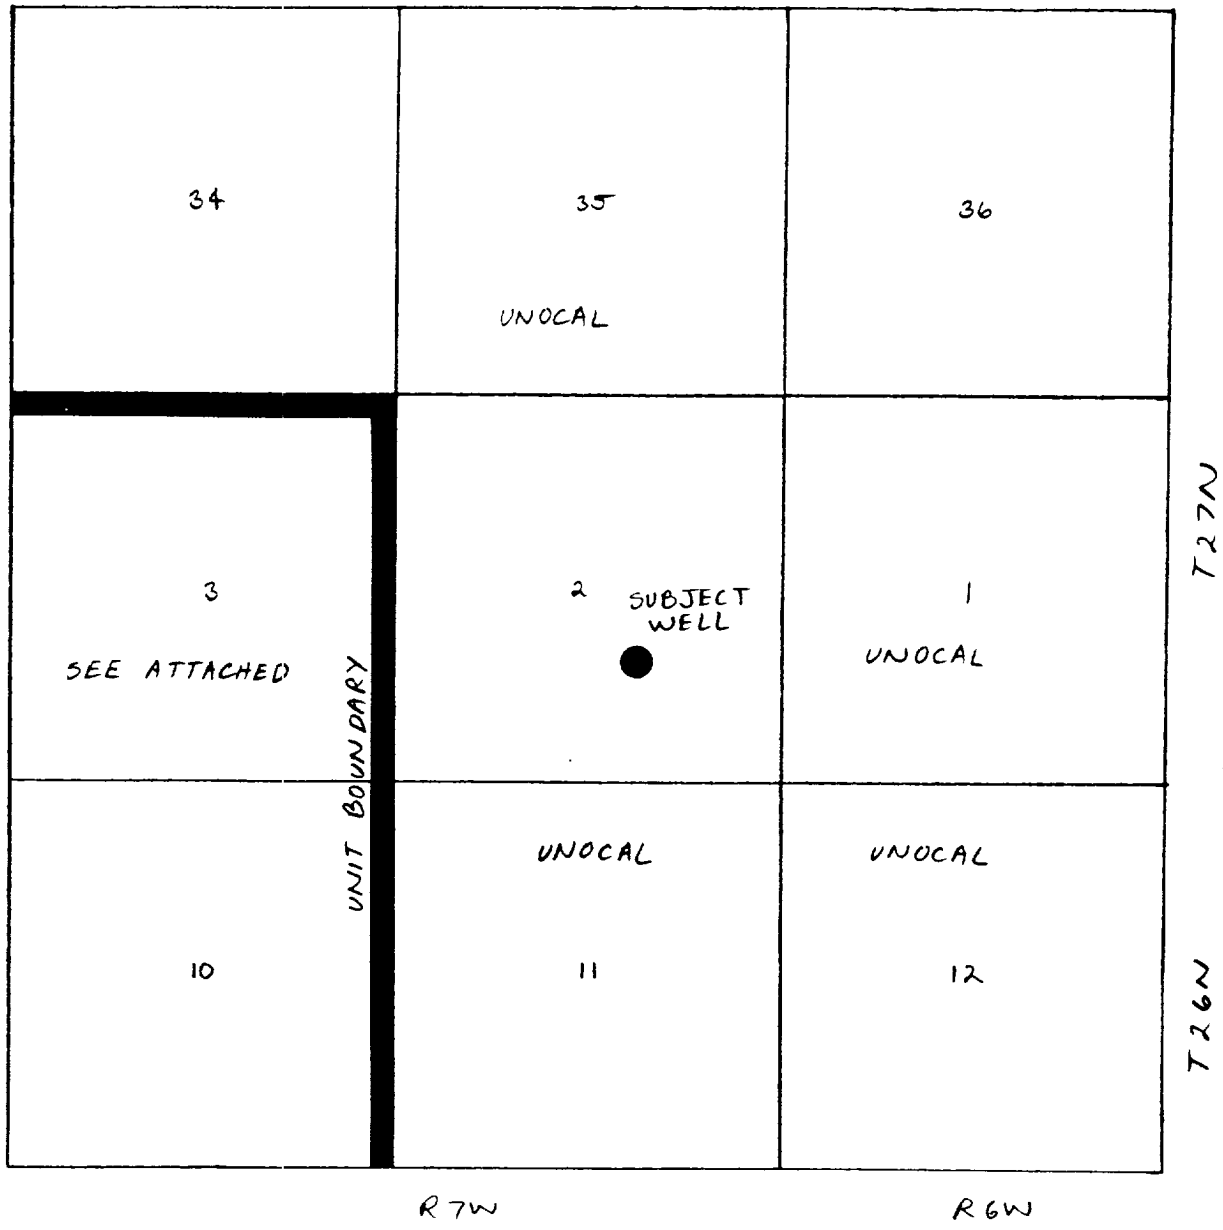 34
35
36
UNOCAL
3
2
SUBJECT
WELL
1
SEE ATTACHED
UNOCAL
UNIT BOUNDARY
T27N
UNOCAL
UNOCAL
10
11
12
T26N
R7W
R6W